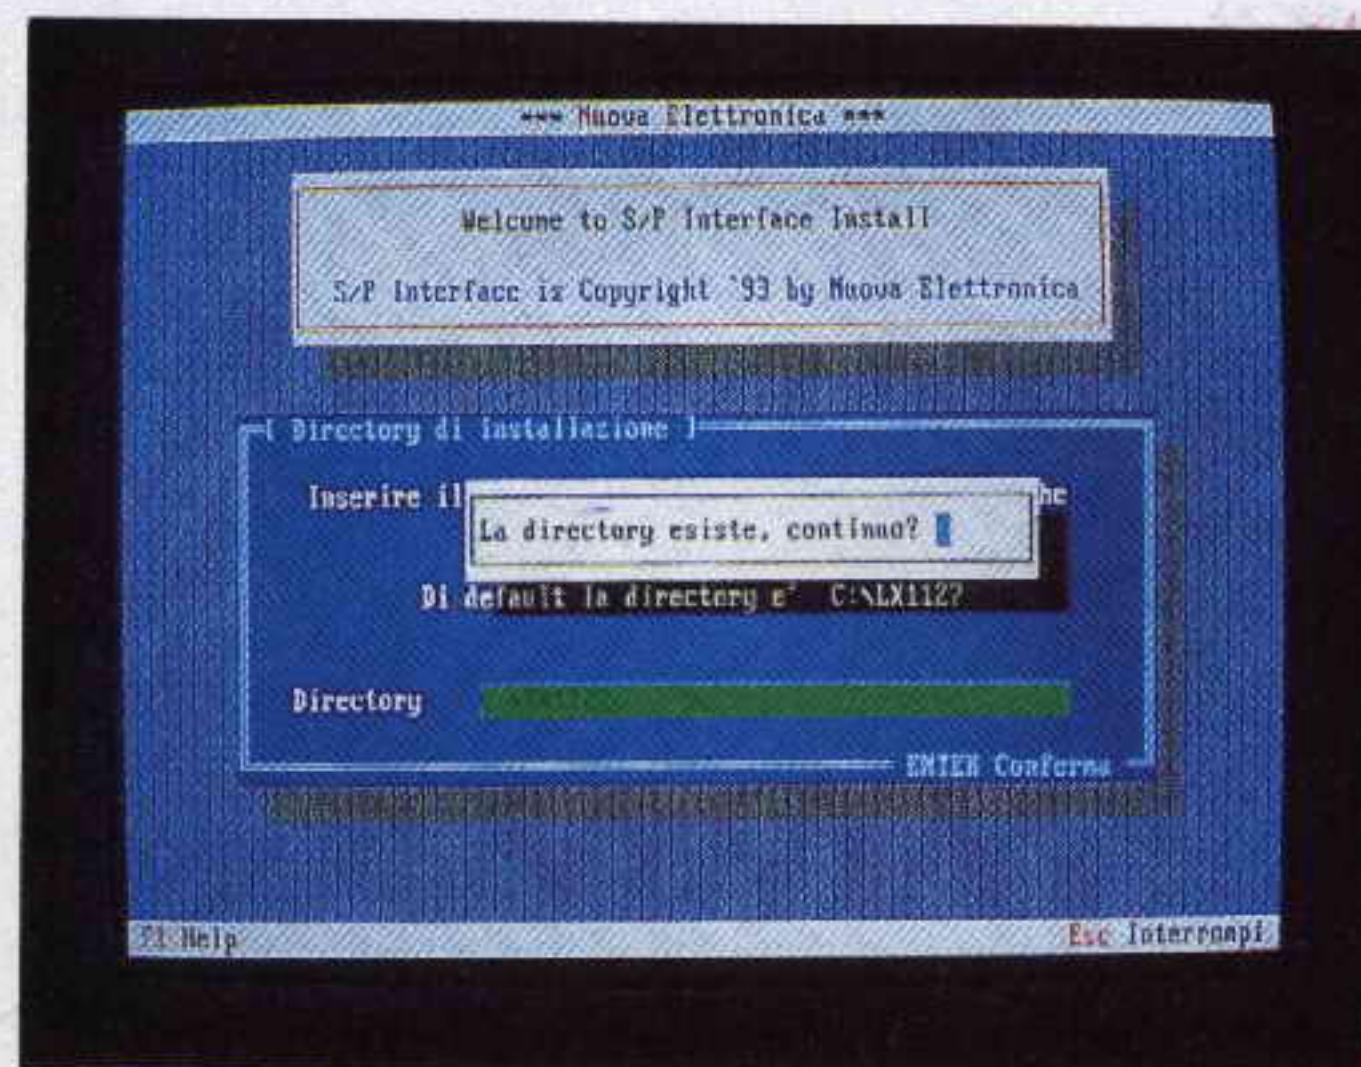 *** Nuova Elettronica ***
Welcome to S/P Interface Install
S/P Interface is Copyright `93 by Nuova Elettronica
[ Directory di installazione ]
Inserire il he
La directory esiste, continuo?
Di default la directory e' C:\LX1127
Directory
ENTER Conferma
F1 Help Esc Interrompi